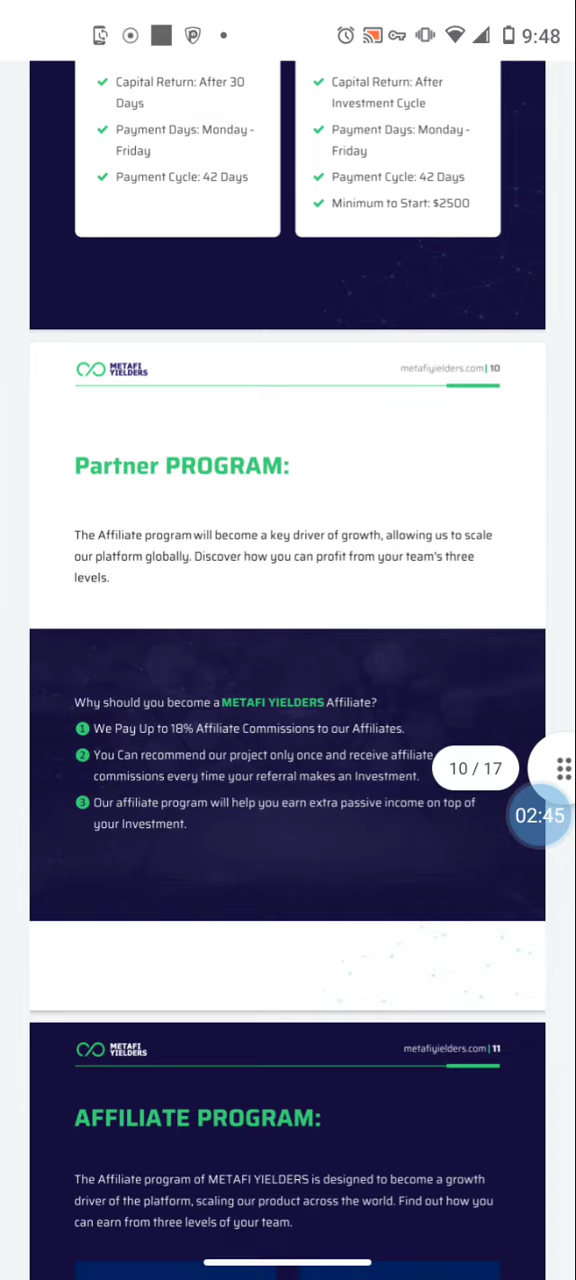 9:48
Capital Return: After 30
Days
Payment Days: Monday -
Friday
Payment Cycle: 42 Days
Capital Return: After
Investment Cycle
Payment Days: Monday -
Friday
Payment Cycle: 42 Days
Minimum to Start: $2500
METAFI
YIELDERS
metafiyielders.com | 10
Partner PROGRAM:
The Affiliate program will become a key driver of growth, allowing us to scale
our platform globally. Discover how you can profit from your team's three
levels.
Why should you become a METAFI YIELDERS Affiliate?
1 We Pay Up to 18% Affiliate Commissions to our Affiliates.
2 You Can recommend our project only once and receive affiliate
commissions every time your referral makes an Investment.
10 / 17
3 Our affiliate program will help you earn extra passive income on top of
your Investment.
02:45
METAFI
YIELDERS
metafiyielders.com | 11
AFFILIATE PROGRAM:
The Affiliate program of METAFI YIELDERS is designed to become a growth
driver of the platform, scaling our product across the world. Find out how you
can earn from three levels of your team.